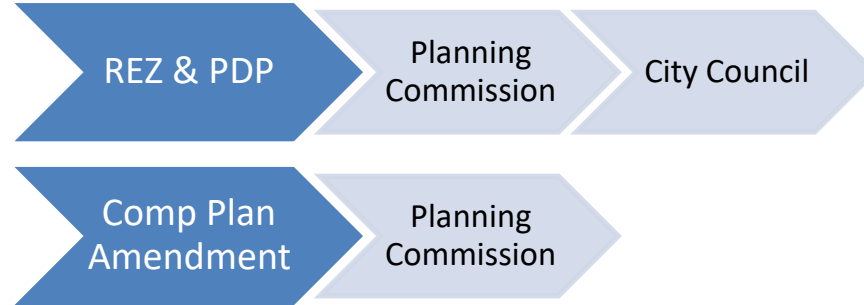 REZ & PDP
Planning
Commission
City Council
Comp Plan
Amendment
Planning
Commission